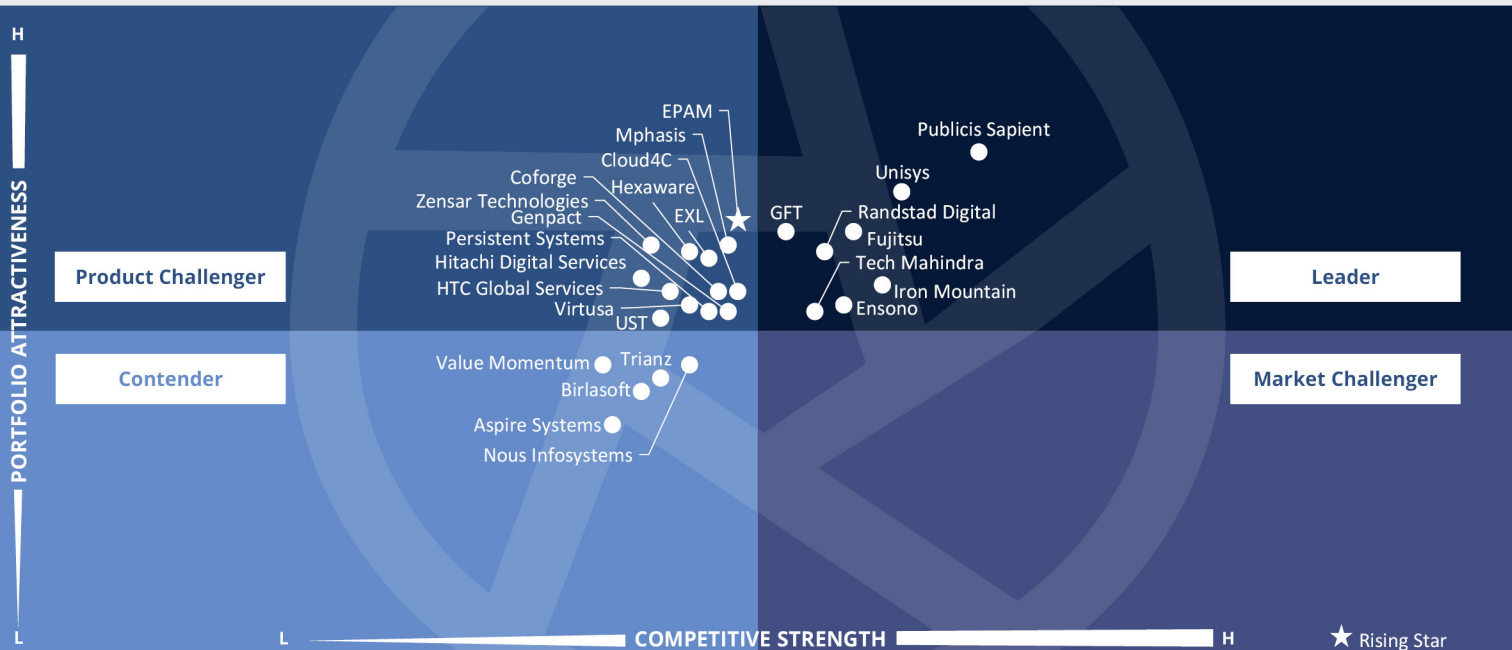 H
EPAM
Mphasis
Publicis Sapient
Cloud4C
Unisys
Coforge
Hexaware
Zensar Technologies
EXL
GFT
Randstad Digital
Genpact
Persistent Systems
Fujitsu
Hitachi Digital Services
Tech Mahindra
Product Challenger
Leader
HTC Global Services
Iron Mountain
Virtusa
Ensono
UST
PORTFOLIO ATTRACTIVENESS
Value Momentum
Trianz
Contender
Market Challenger
Birlasoft
Aspire Systems
Nous Infosystems
L
L
COMPETITIVE STRENGTH
H
Rising Star